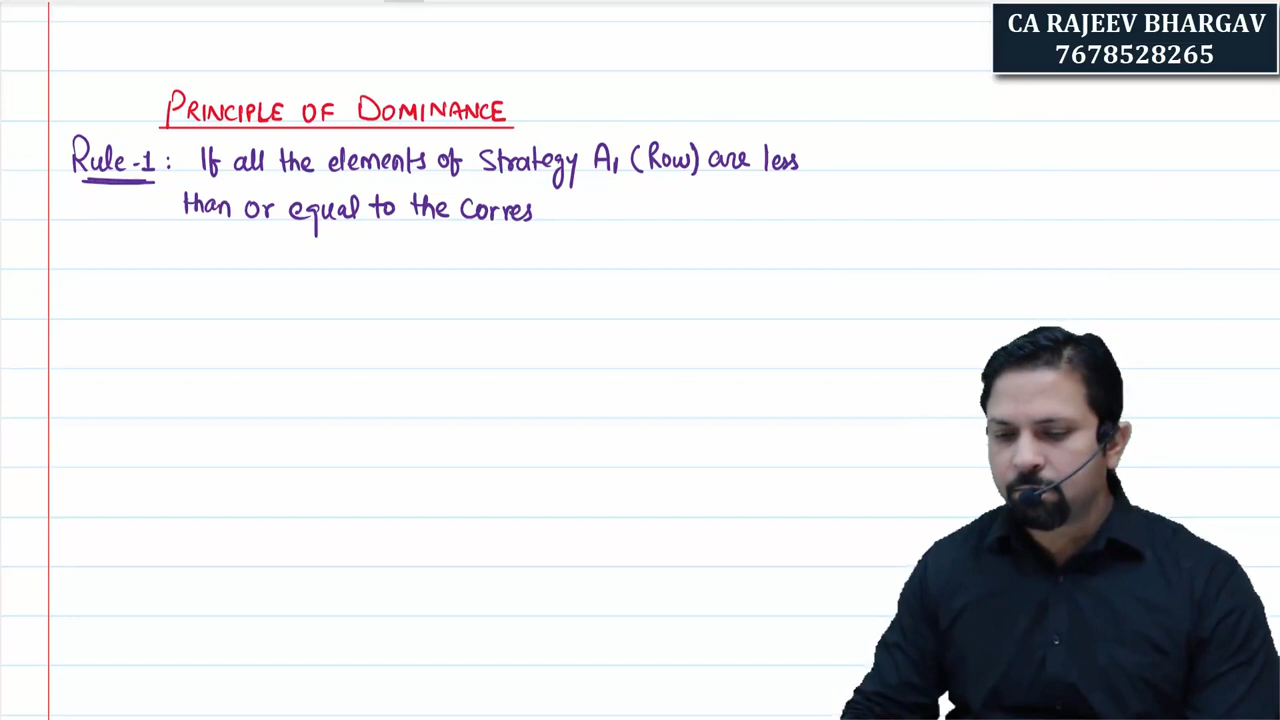 CA RAJEEV BHARGAV
7678528265
PRINCIPLE OF DOMINANCE
Rule-1: If all the elements of Strategy A1 (Row) are less
than or equal to the Corres